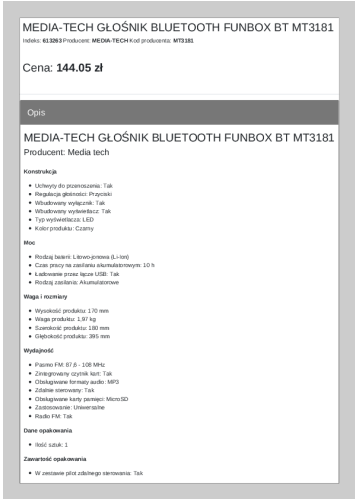 MEDIA-TECH GŁOŚNIK BLUETOOTH FUNBOX BT MT3181
Indeks: 613263 Producent: MEDIA-TECH Kod producenta: MT3181
Cena: 144.05 zł
Opis
MEDIA-TECH GŁOŚNIK BLUETOOTH FUNBOX BT MT3181
Producent: Media tech
Konstrukcja
Uchwyty do przenoszenia: Tak
Regulacja głośności: Przyciski
Wbudowany wyłącznik: Tak
Wbudowany wyświetlacz: Tak
Typ wyświetlacza: LED
Kolor produktu: Czarny
Moc
Rodzaj baterii: Litowo-jonowa (Li-Ion)
Czas pracy na zasilaniu akumulatorowym: 10 h
Ładowanie przez łącze USB: Tak
Rodzaj zasilania: Akumulatorowe
Waga i rozmiary
Wysokość produktu: 170 mm
Waga produktu: 1,97 kg
Szerokość produktu: 180 mm
Głębokość produktu: 395 mm
Wydajność
Pasmo FM: 87,6 - 108 MHz
Zintegrowany czytnik kart: Tak
Obsługiwane formaty audio: MP3
Zdalnie sterowany: Tak
Obsługiwane karty pamięci: MicroSD
Zastosowanie: Uniwersalne
Radio FM: Tak
Dane opakowania
Ilość sztuk: 1
Zawartość opakowania
W zestawie pilot zdalnego sterowania: Tak